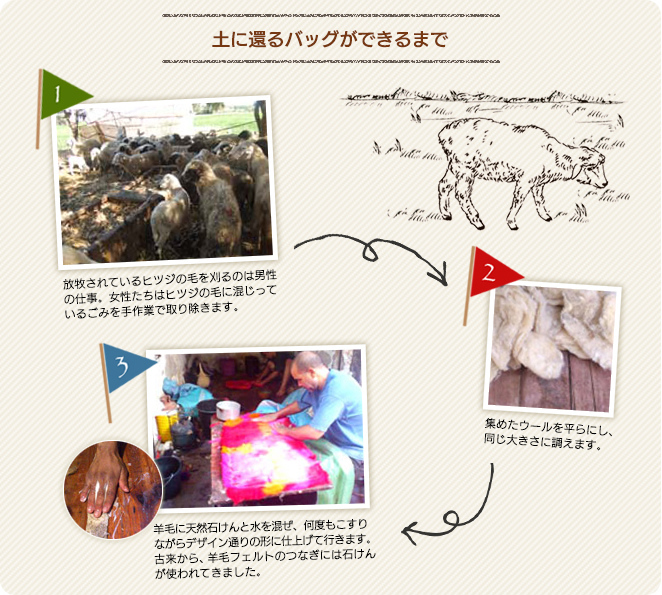 土に還るバッグができるまで
1
放牧されているヒツジの毛を刈るのは男性
の仕事。女性たちはヒツジの毛に混じって
いるごみを手作業で取り除きます。
2
集めたウールを平らにし、
同じ大きさに調えます。
3
羊毛に天然石けんと水を混ぜ、何度もこすり
ながらデザイン通りの形に仕上げて行きます。
古来から、羊毛フェルトのつなぎには石けん
が使われてきました。